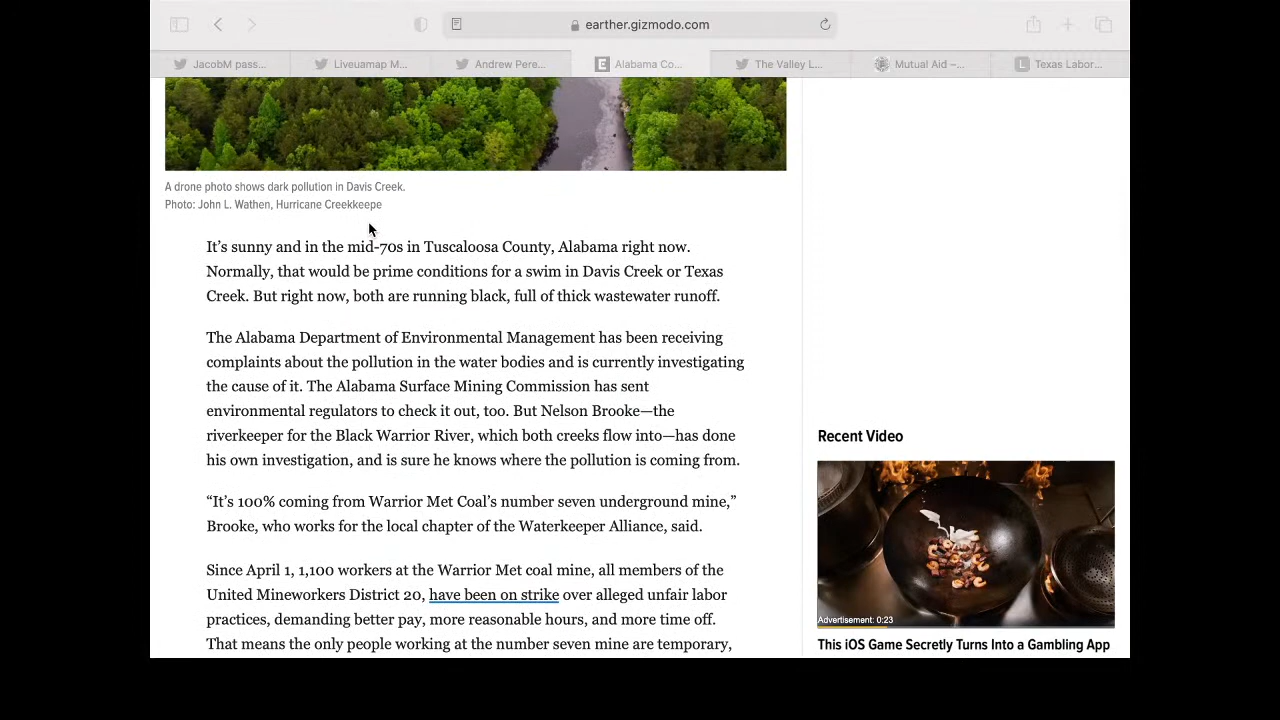 earther.gizmodo.com
JacobM pass...
Liveuamap M...
Andrew Pere...
Alabama Co...
The Valley L...
Mutual Aid –...
Texas Labor...
A drone photo shows dark pollution in Davis Creek.
Photo: John L. Wathen, Hurricane Creekkeepe
It's sunny and in the mid-70s in Tuscaloosa County, Alabama right now.
Normally, that would be prime conditions for a swim in Davis Creek or Texas
Creek. But right now, both are running black, full of thick wastewater runoff.
The Alabama Department of Environmental Management has been receiving
complaints about the pollution in the water bodies and is currently investigating
the cause of it. The Alabama Surface Mining Commission has sent
environmental regulators to check it out, too. But Nelson Brooke—the
riverkeeper for the Black Warrior River, which both creeks flow into—has done
his own investigation, and is sure he knows where the pollution is coming from.
“It’s 100% coming from Warrior Met Coal’s number seven underground mine,”
Brooke, who works for the local chapter of the Waterkeeper Alliance, said.
Since April 1, 1,100 workers at the Warrior Met coal mine, all members of the
United Mineworkers District 20, have been on strike over alleged unfair labor
practices, demanding better pay, more reasonable hours, and more time off.
That means the only people working at the number seven mine are temporary,
Recent Video
Advertisement: 0:23
This iOS Game Secretly Turns Into a Gambling App